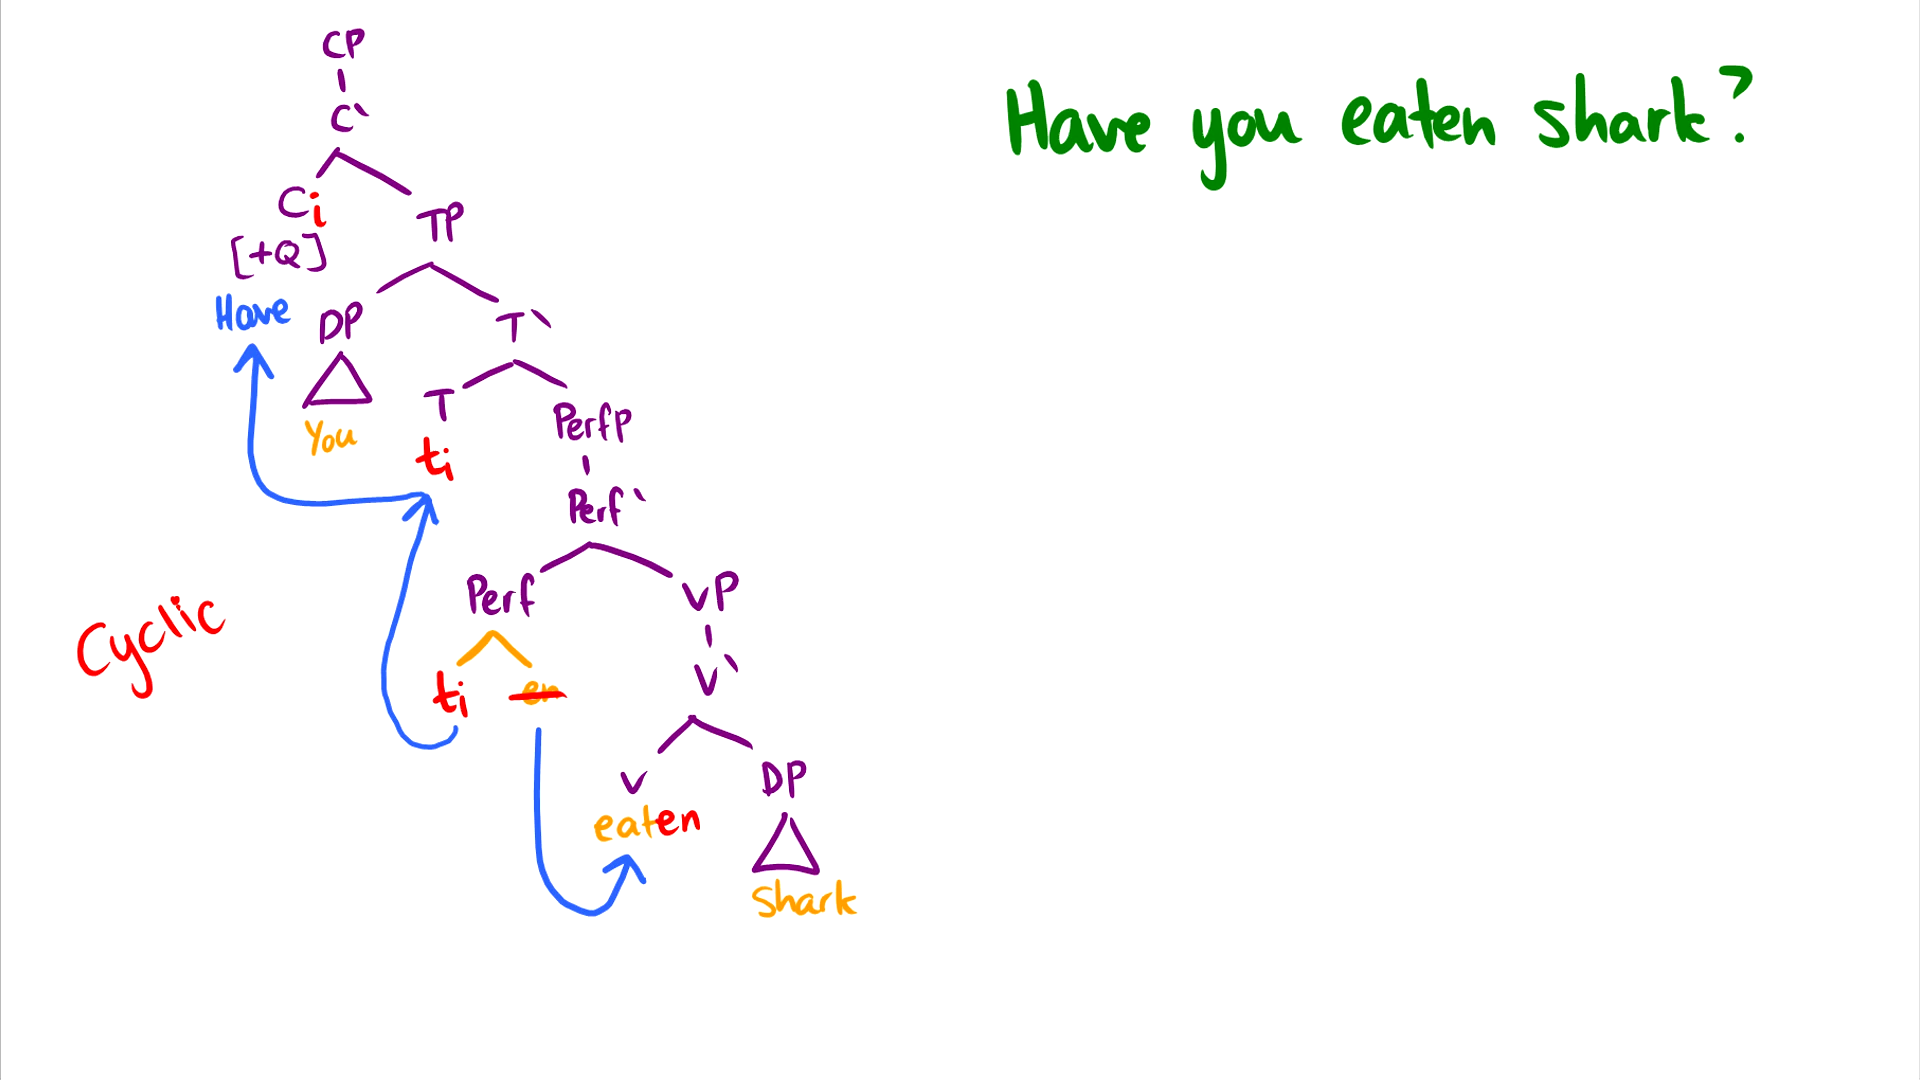 CP
Have you eaten shark?
C`
Ci
TP
[+Q]
Have
DP
T`
You
T
PerfP
ti
Perf`
Perf
VP
Cyclic
ti
en
V`
V
DP
eaten
shark